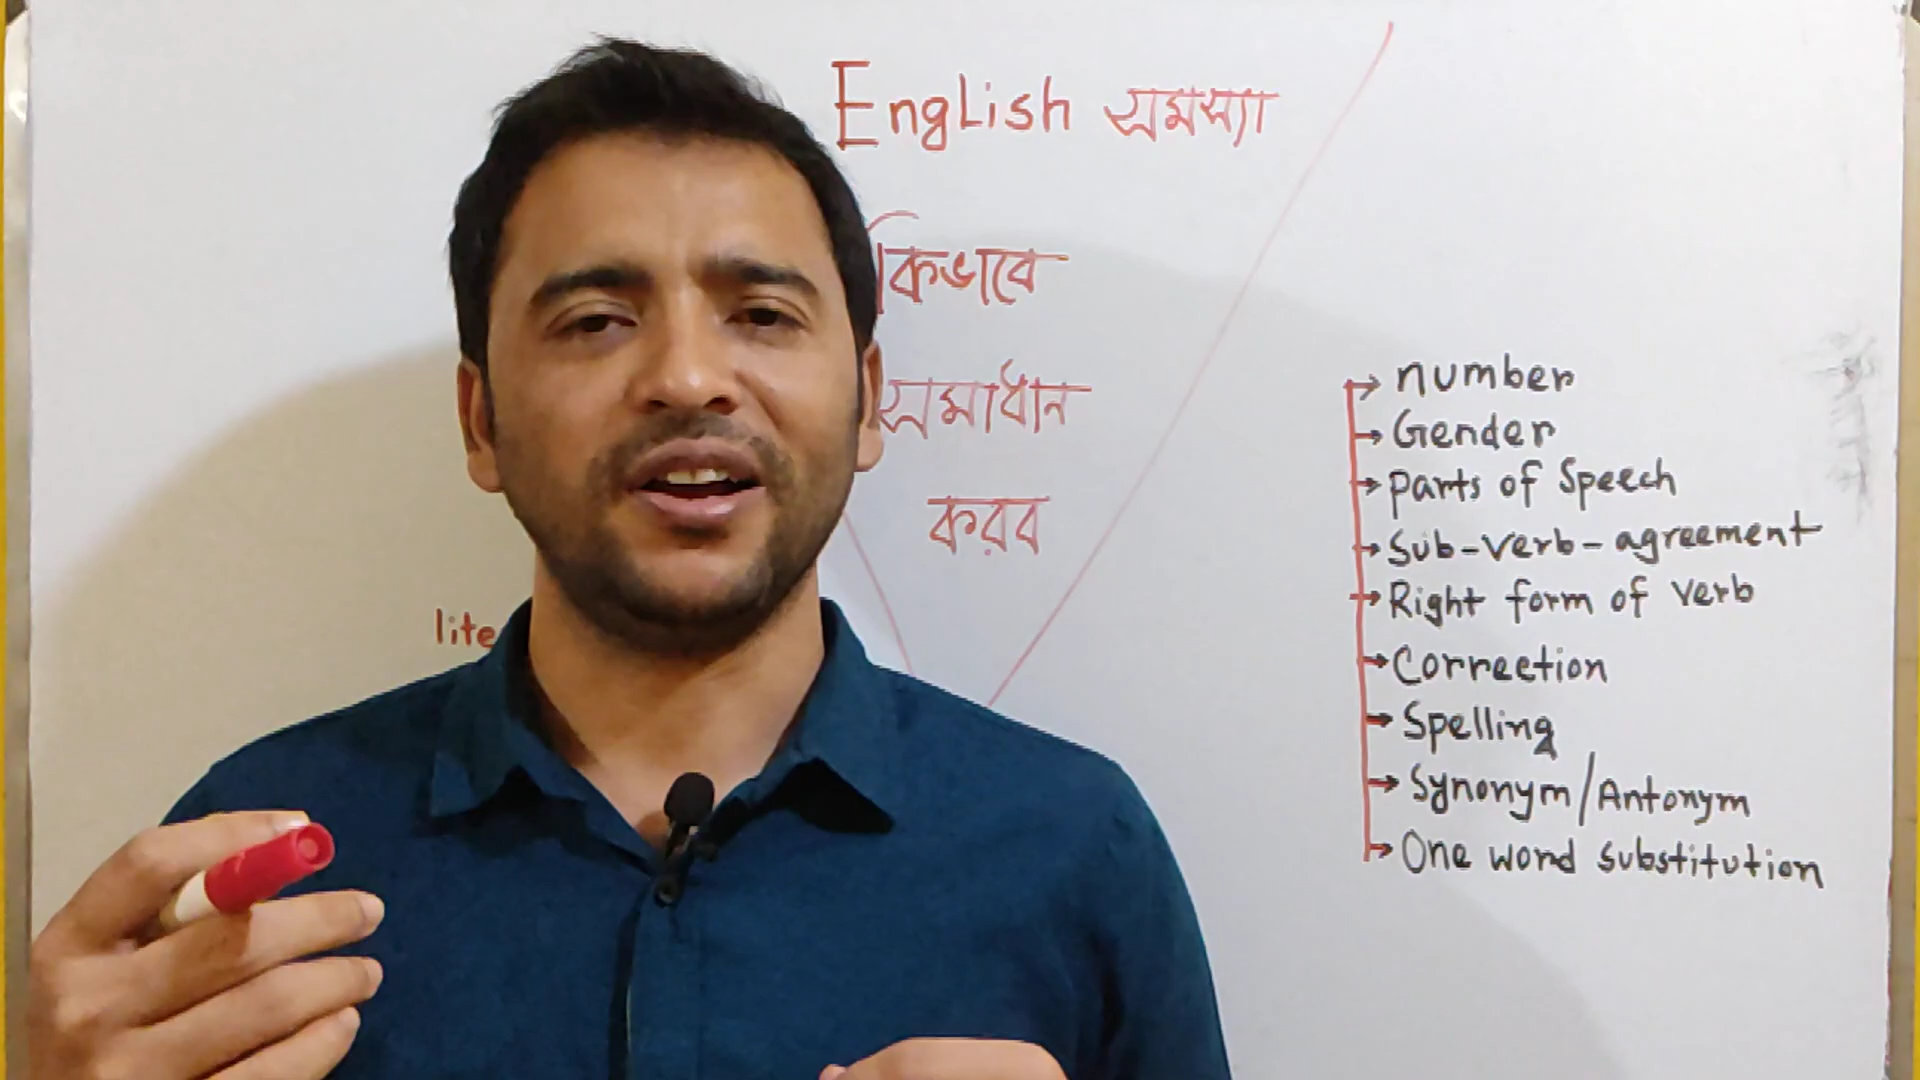 English সমস্যা
কিভাবে
সমাধান
করব
lite
number
Gender
parts of Speech
Sub-verb-agreement
Right form of verb
Correction
Spelling
Synonym/Antonym
One word substitution